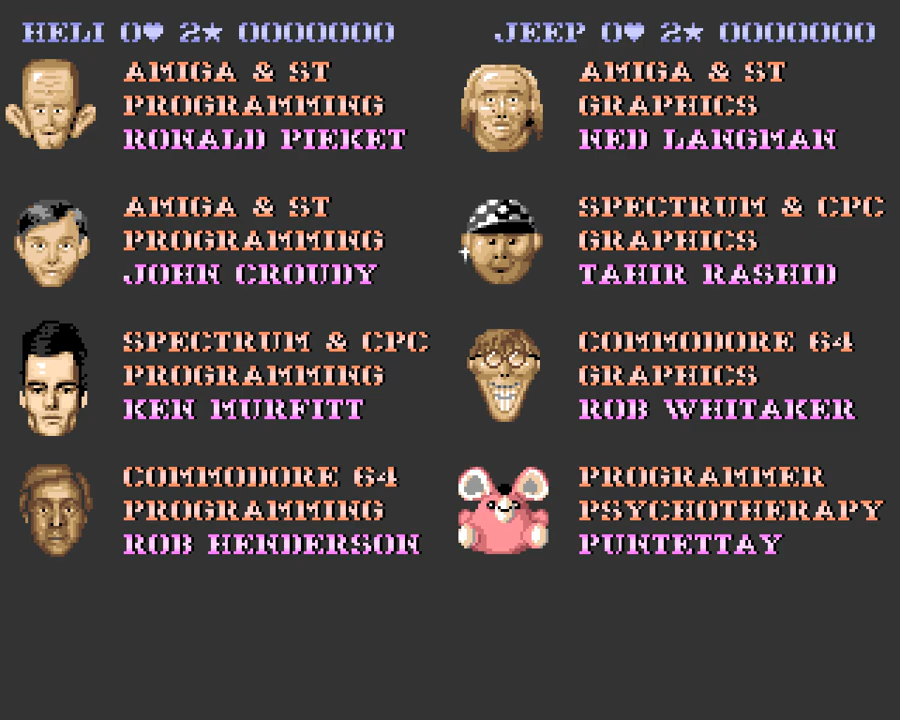 HELI 0♥ 2★ 0000000 JEEP 0♥ 2★ 0000000
AMIGA & ST
PROGRAMMING
RONALD PIEKET
AMIGA & ST
GRAPHICS
NED LANGMAN
AMIGA & ST
PROGRAMMING
JOHN CROUDY
SPECTRUM & CPC
GRAPHICS
TAHIR RASHID
SPECTRUM & CPC
PROGRAMMING
KEN MURFITT
COMMODORE 64
GRAPHICS
ROB WHITAKER
COMMODORE 64
PROGRAMMING
ROB HENDERSON
PROGRAMMER
PSYCHOTHERAPY
PUNTETTAY